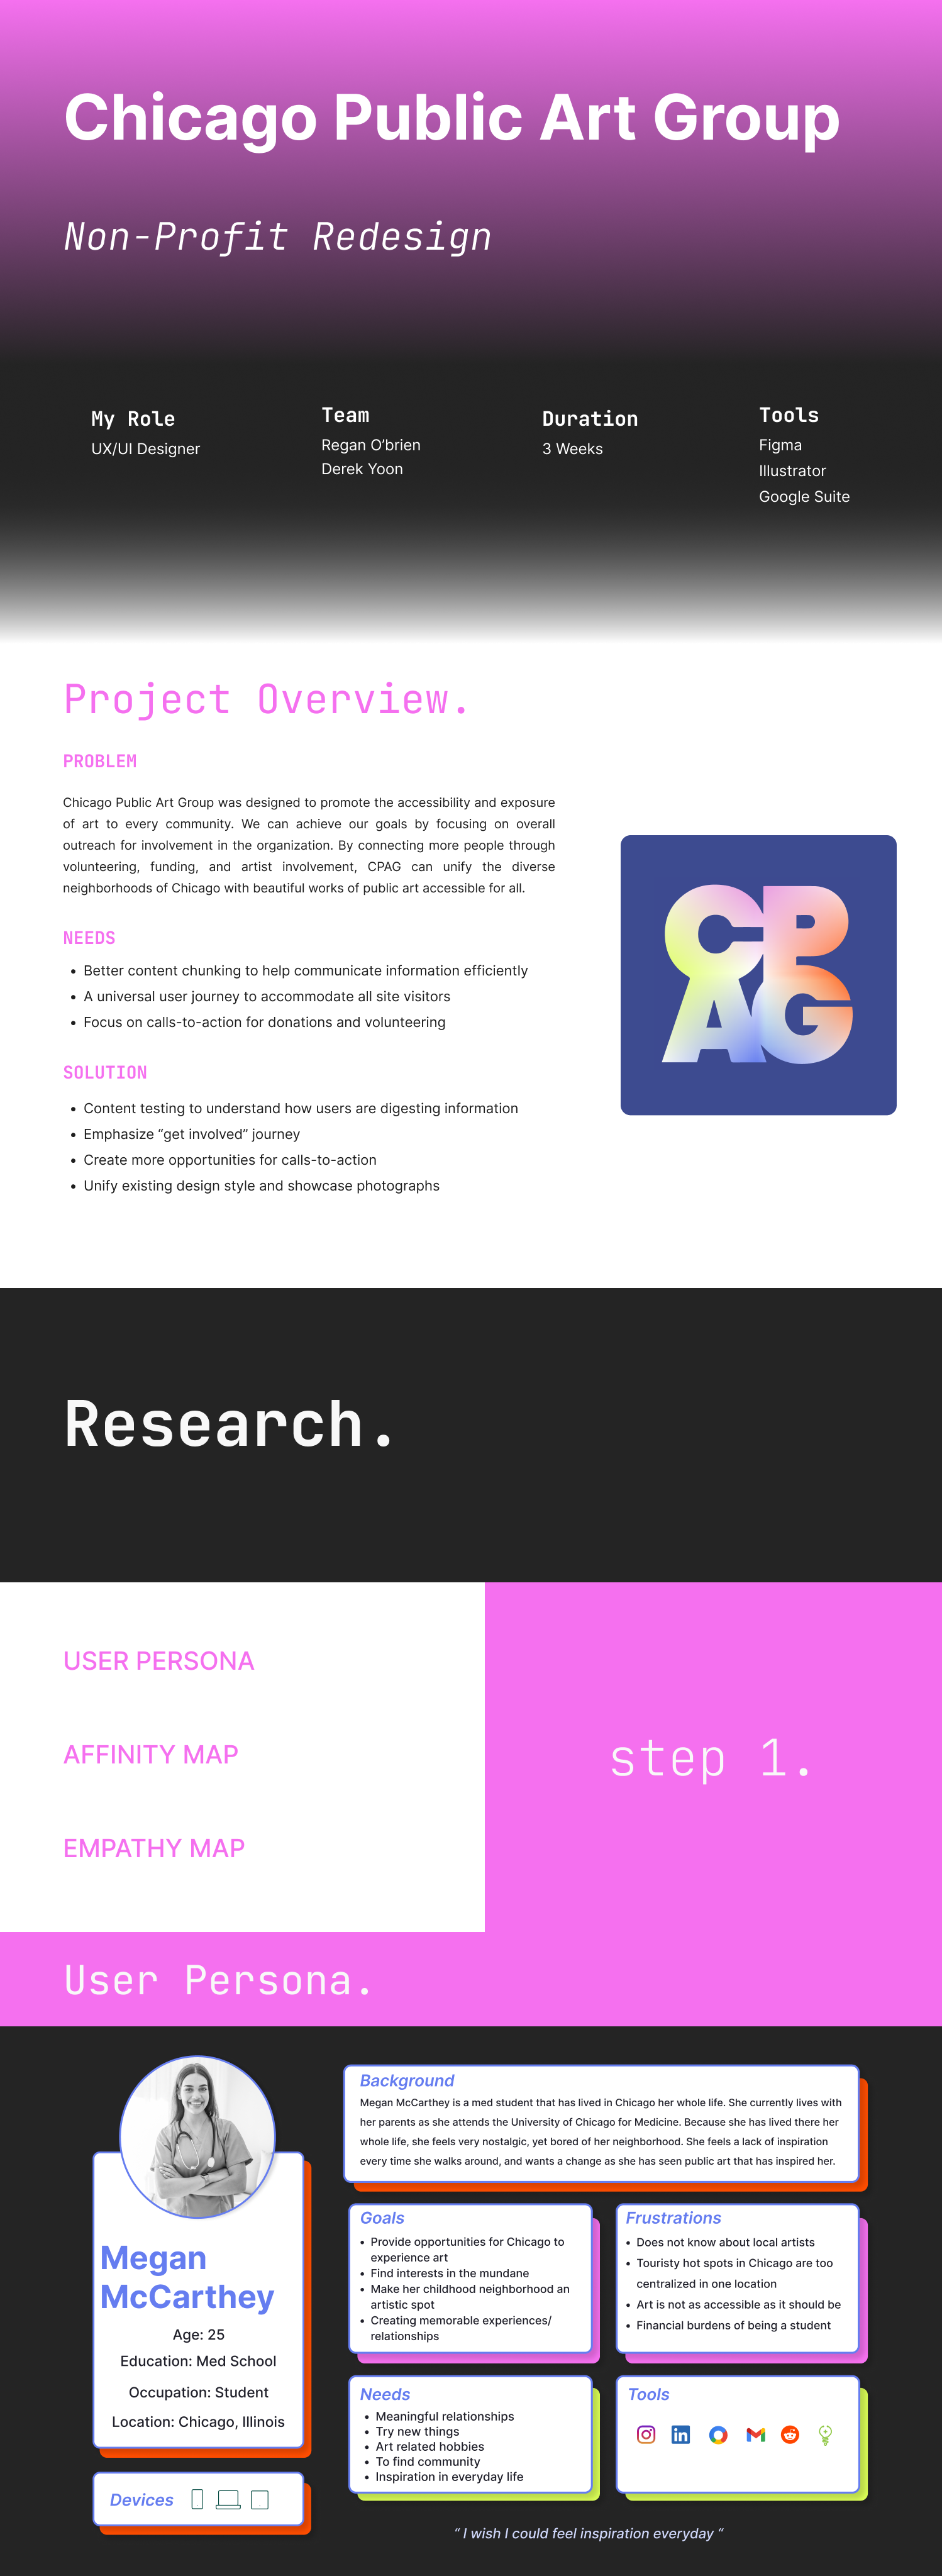 Chicago Public Art Group
Non-Profit Redesign
My Role
UX/UI Designer
Team
Regan O’brien
Derek Yoon
Duration
3 Weeks
Tools
Figma
Illustrator
Google Suite
Project Overview.
PROBLEM
Chicago Public Art Group was designed to promote the accessibility and exposure
of art to every community. We can achieve our goals by focusing on overall
outreach for involvement in the organization. By connecting more people through
volunteering, funding, and artist involvement, CPAG can unify the diverse
neighborhoods of Chicago with beautiful works of public art accessible for all.
NEEDS
• Better content chunking to help communicate information efficiently
• A universal user journey to accommodate all site visitors
• Focus on calls-to-action for donations and volunteering
SOLUTION
• Content testing to understand how users are digesting information
• Emphasize “get involved” journey
• Create more opportunities for calls-to-action
• Unify existing design style and showcase photographs
CP
AG
Research.
USER PERSONA
AFFINITY MAP
EMPATHY MAP
step 1.
User Persona.
Megan
McCarthey
Age: 25
Education: Med School
Occupation: Student
Location: Chicago, Illinois
Devices
Background
Megan McCarthey is a med student that has lived in Chicago her whole life. She currently lives with
her parents as she attends the University of Chicago for Medicine. Because she has lived there her
whole life, she feels very nostalgic, yet bored of her neighborhood. She feels a lack of inspiration
every time she walks around, and wants a change as she has seen public art that has inspired her.
Goals
• Provide opportunities for Chicago to
experience art
• Find interests in the mundane
• Make her childhood neighborhood an
artistic spot
• Creating memorable experiences/
relationships
Frustrations
• Does not know about local artists
• Touristy hot spots in Chicago are too
centralized in one location
• Art is not as accessible as it should be
• Financial burdens of being a student
Needs
• Meaningful relationships
• Try new things
• Art related hobbies
• To find community
• Inspiration in everyday life
Tools
in
“ I wish I could feel inspiration everyday “